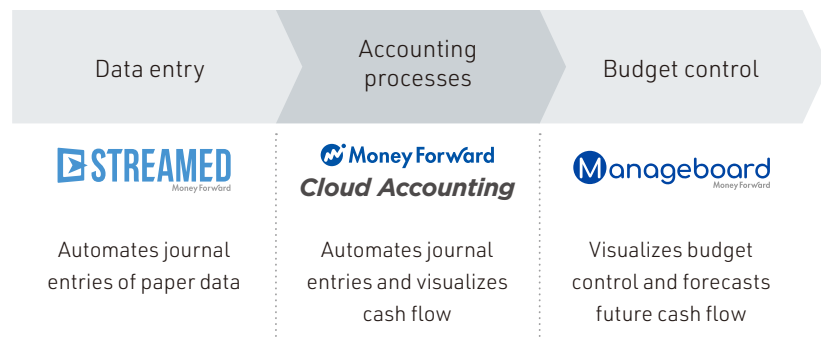 Data entry
Accounting
processes
Budget control
STREAMED
Money Forward
Money Forward
Cloud Accounting
Manageboard
Money Forward
Automates journal
entries of paper data
Automates journal
entries and visualizes
cash flow
Visualizes budget
control and forecasts
future cash flow